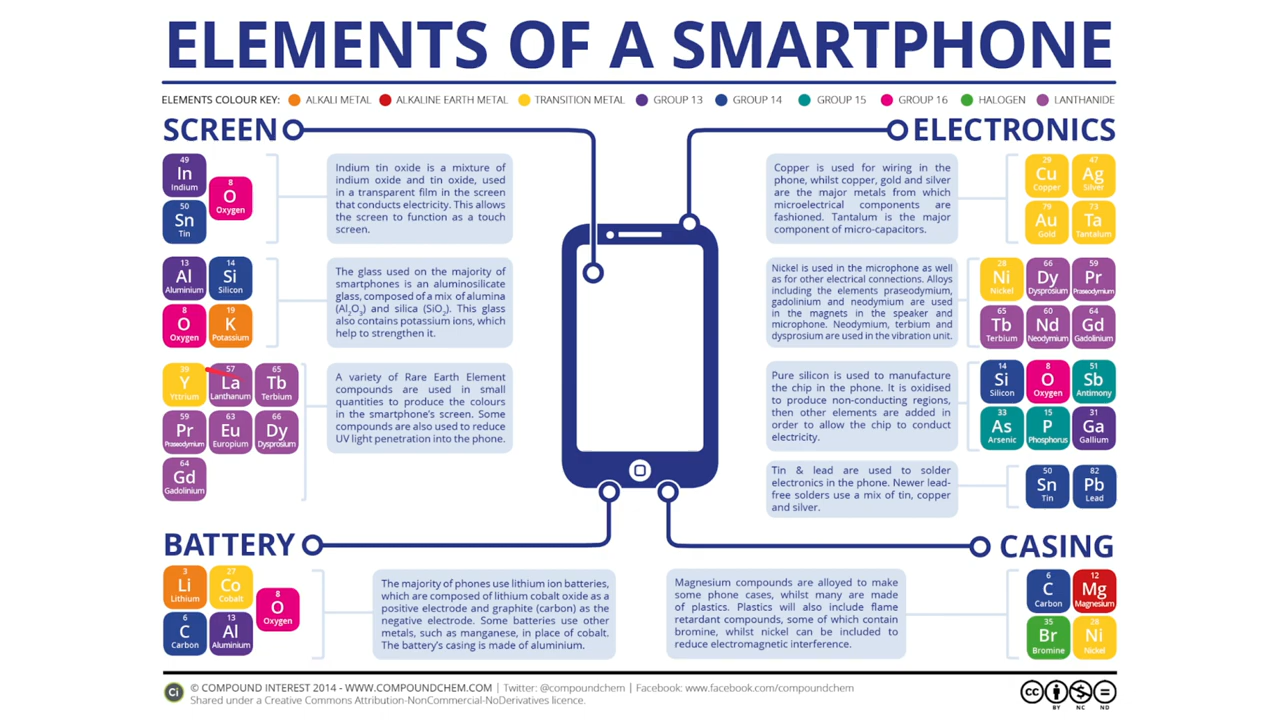 ELEMENTS OF A SMARTPHONE
ELEMENTS COLOUR KEY: ALKALI METAL ALKALINE EARTH METAL TRANSITION METAL GROUP 13 GROUP 14 GROUP 15 GROUP 16 HALOGEN LANTHANIDE
SCREEN
49
In
Indium
8
O
Oxygen
50
Sn
Tin
Indium tin oxide is a mixture of
indium oxide and tin oxide, used
in a transparent film in the screen
that conducts electricity. This allows
the screen to function as a touch
screen.
13
Al
Aluminium
14
Si
Silicon
8
O
Oxygen
19
K
Potassium
The glass used on the majority of
smartphones is an aluminosilicate
glass, composed of a mix of alumina
(Al₂O₃) and silica (SiO₂). This glass
also contains potassium ions, which
help to strengthen it.
39
Y
Yttrium
57
La
Lanthanum
65
Tb
Terbium
59
Pr
Praseodymium
63
Eu
Europium
66
Dy
Dysprosium
64
Gd
Gadolinium
A variety of Rare Earth Element
compounds are used in small
quantities to produce the colours
in the smartphone's screen. Some
compounds are also used to reduce
UV light penetration into the phone.
ELECTRONICS
Copper is used for wiring in the
phone, whilst copper, gold and silver
are the major metals from which
microelectrical components are
fashioned. Tantalum is the major
component of micro-capacitors.
29
Cu
Copper
47
Ag
Silver
79
Au
Gold
73
Ta
Tantalum
Nickel is used in the microphone as well
as for other electrical connections. Alloys
including the elements praseodymium,
gadolinium and neodymium are used
in the magnets in the speaker and
microphone. Neodymium, terbium and
dysprosium are used in the vibration unit.
28
Ni
Nickel
66
Dy
Dysprosium
59
Pr
Praseodymium
65
Tb
Terbium
60
Nd
Neodymium
64
Gd
Gadolinium
Pure silicon is used to manufacture
the chip in the phone. It is oxidised
to produce non-conducting regions,
then other elements are added in
order to allow the chip to conduct
electricity.
14
Si
Silicon
8
O
Oxygen
51
Sb
Antimony
33
As
Arsenic
15
P
Phosphorus
31
Ga
Gallium
Tin & lead are used to solder
electronics in the phone. Newer lead-
free solders use a mix of tin, copper
and silver.
50
Sn
Tin
82
Pb
Lead
BATTERY
3
Li
Lithium
27
Co
Cobalt
8
O
Oxygen
6
C
Carbon
13
Al
Aluminium
The majority of phones use lithium ion batteries,
which are composed of lithium cobalt oxide as a
positive electrode and graphite (carbon) as the
negative electrode. Some batteries use other
metals, such as manganese, in place of cobalt.
The battery's casing is made of aluminium.
CASING
Magnesium compounds are alloyed to make
some phone cases, whilst many are made
of plastics. Plastics will also include flame
retardant compounds, some of which contain
bromine, whilst nickel can be included to
reduce electromagnetic interference.
6
C
Carbon
12
Mg
Magnesium
35
Br
Bromine
28
Ni
Nickel
Ci
© COMPOUND INTEREST 2014 - WWW.COMPOUNDCHEM.COM | Twitter: @compoundchem | Facebook: www.facebook.com/compoundchem
Shared under a Creative Commons Attribution-NonCommercial-NoDerivatives licence.
cc
BY NC ND